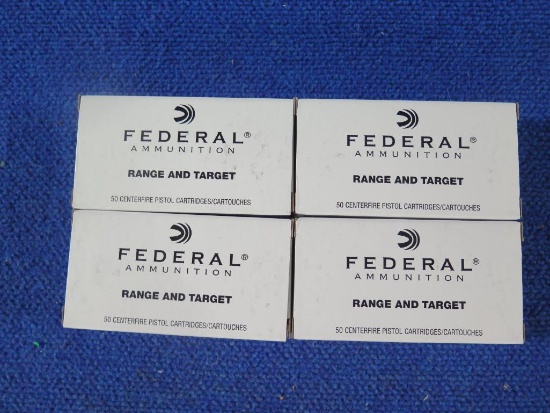 FEDERAL®
AMMUNITION
RANGE AND TARGET
50 CENTERFIRE PISTOL CARTRIDGES/CARTOUCHES
FEDERAL®
AMMUNITION
RANGE AND TARGET
50 CENTERFIRE PISTOL CARTRIDGES/CARTOUCHES
FEDERAL®
AMMUNITION
RANGE AND TARGET
50 CENTERFIRE PISTOL CARTRIDGES/CARTOUCHES
FEDERAL®
AMMUNITION
RANGE AND TARGET
50 CENTERFIRE PISTOL CARTRIDGES/CARTOUCHES